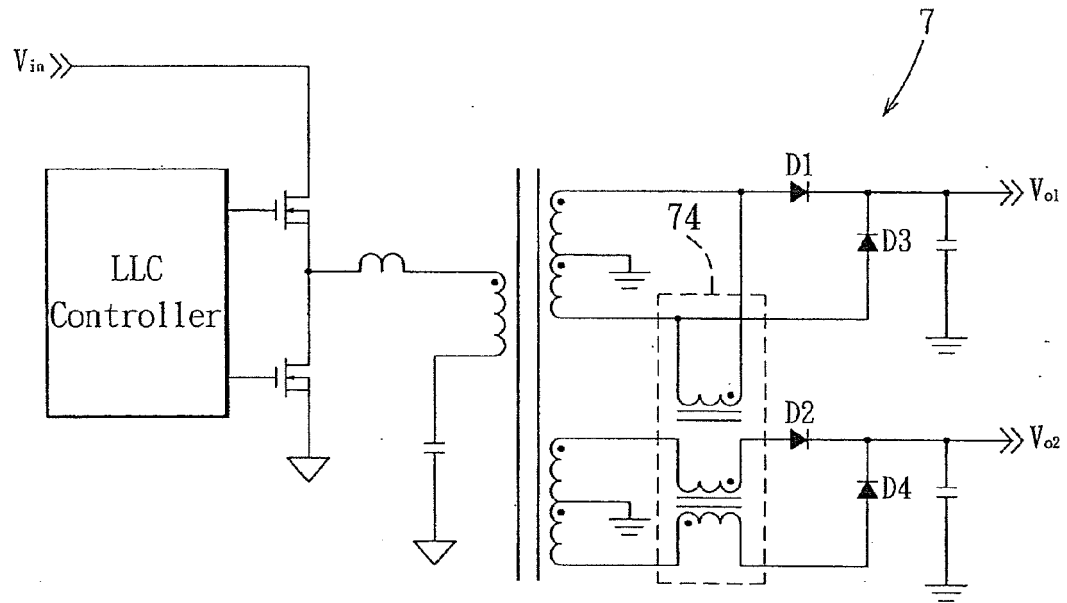 7
Vin
D1
Vo1
74
D3
LLC
Controller
D2
Vo2
D4